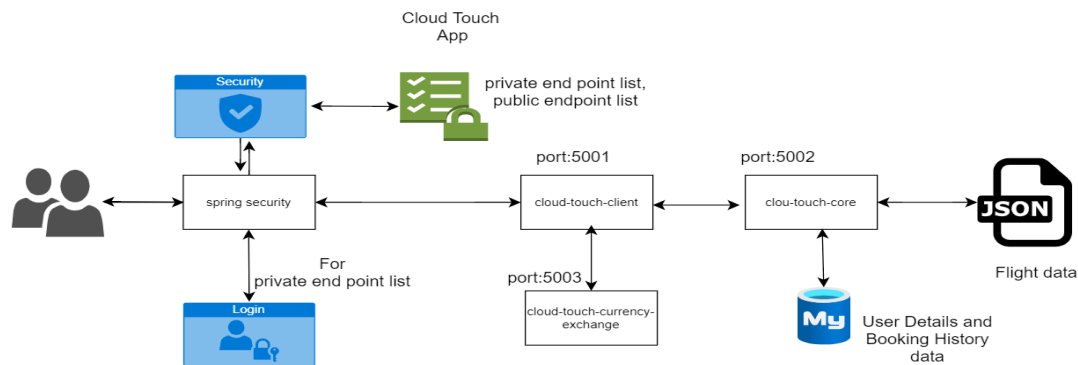 Cloud Touch
App
Security
private end point list,
public endpoint list
port:5001
port:5002
spring security
cloud-touch-client
clou-touch-core
JSON
For
private end point list
port:5003
Flight data
Login
cloud-touch-currency-
exchange
My
User Details and
Booking History
data